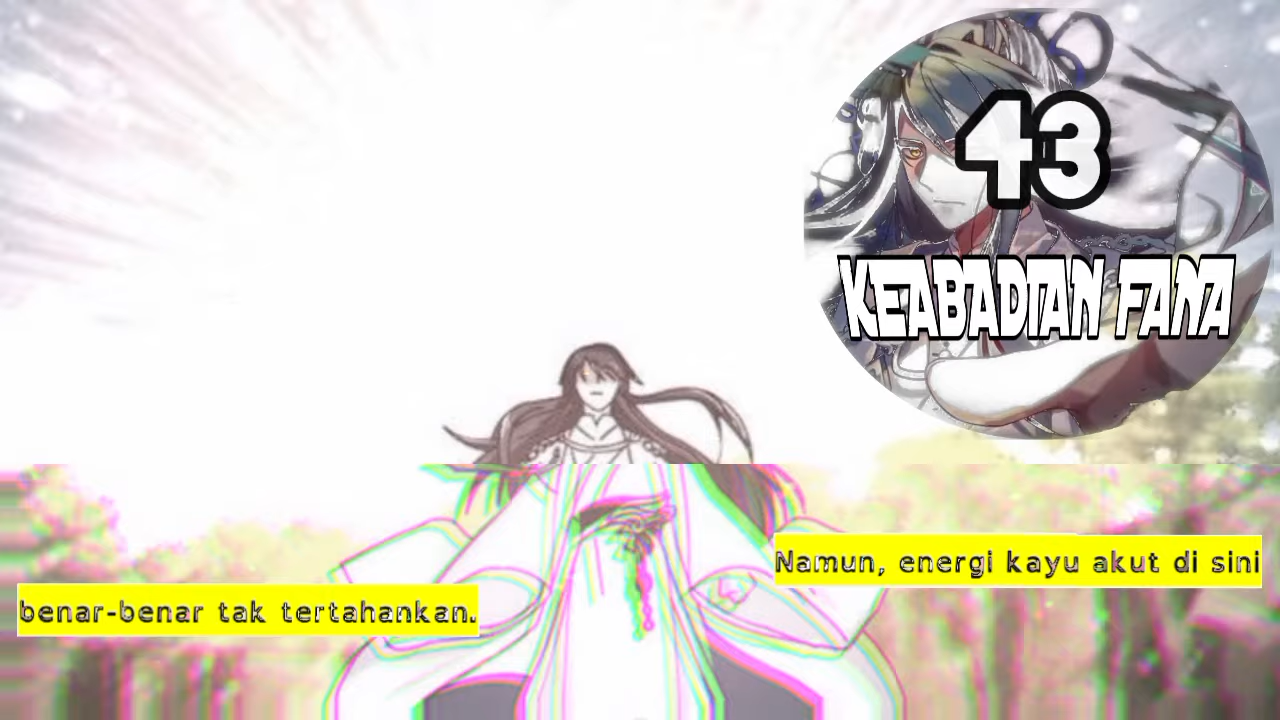 43
KEABADIAN FANA
Namun, energi kayu akut di sini
benar-benar tak tertahankan.